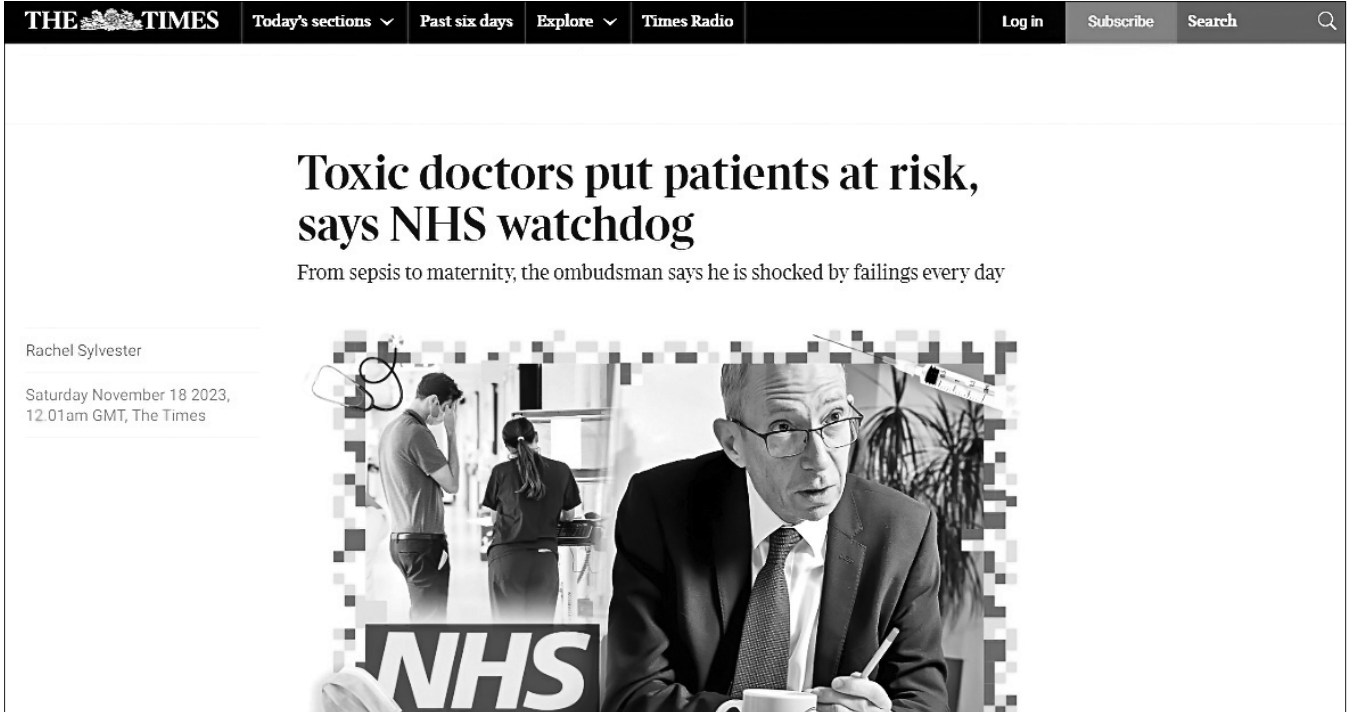 THE TIMES Today's sections Past six days Explore Times Radio Log in Subscribe Search
Toxic doctors put patients at risk,
says NHS watchdog
From sepsis to maternity, the ombudsman says he is shocked by failings every day
Rachel Sylvester
Saturday November 18 2023,
12.01am GMT, The Times
NHS